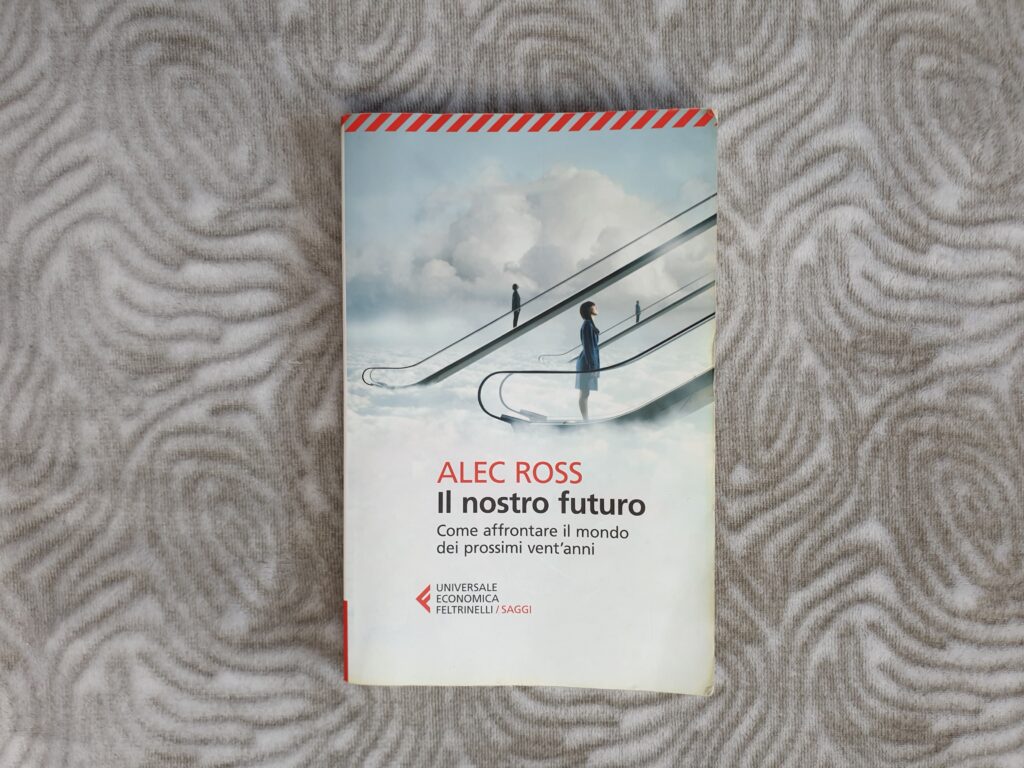 ALEC ROSS
Il nostro futuro
Come affrontare il mondo
dei prossimi vent'anni
UNIVERSALE
ECONOMICA
FELTRINELLI / SAGGI